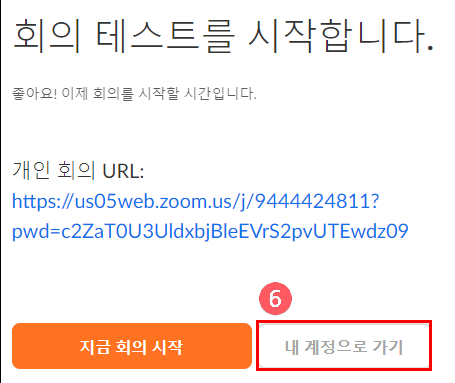 회의 테스트를 시작합니다.
좋아요! 이제 회의를 시작할 시간입니다.
개인 회의 URL:
https://us05web.zoom.us/j/9444424811?
pwd=c2ZaT0U3UldxbjBleEVrS2pvUTEwdz09
6
지금 회의 시작
내 계정으로 가기